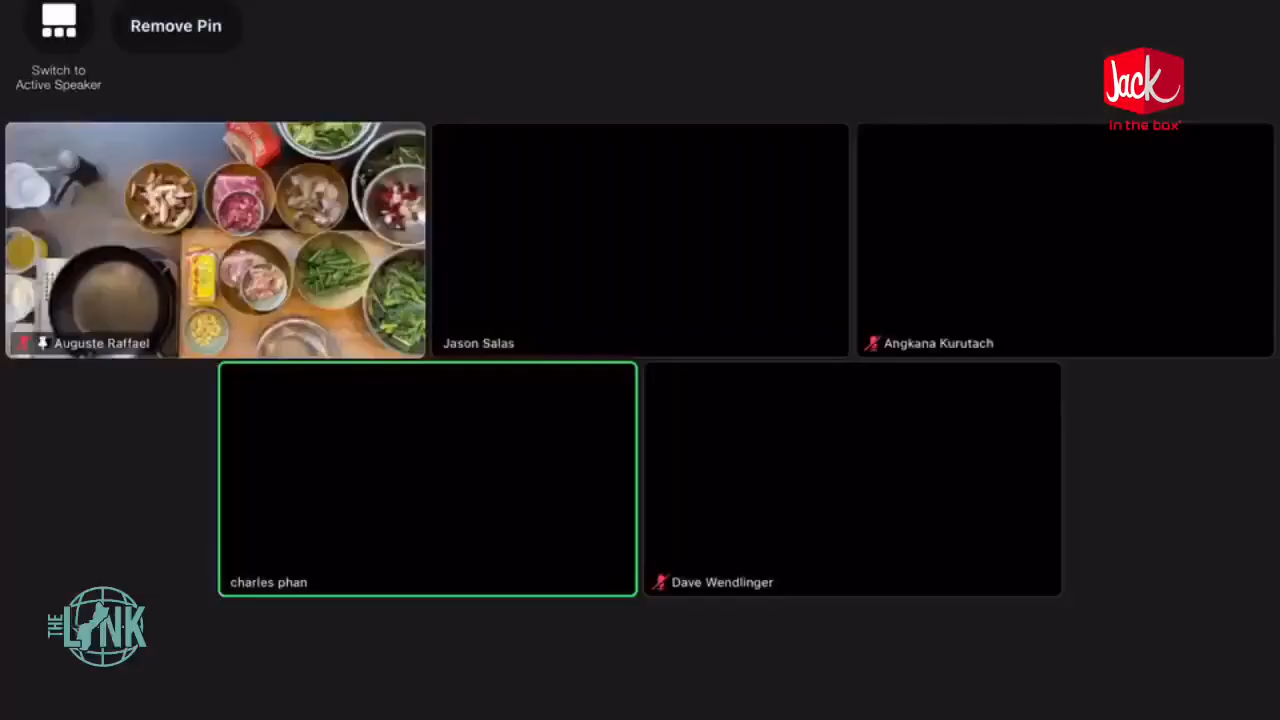 Remove Pin
Switch to
Active Speaker
Jack
in the box
Auguste Raffael
Jason Salas
Angkana Kurutach
charles phan
Dave Wendlinger
THE
LINK